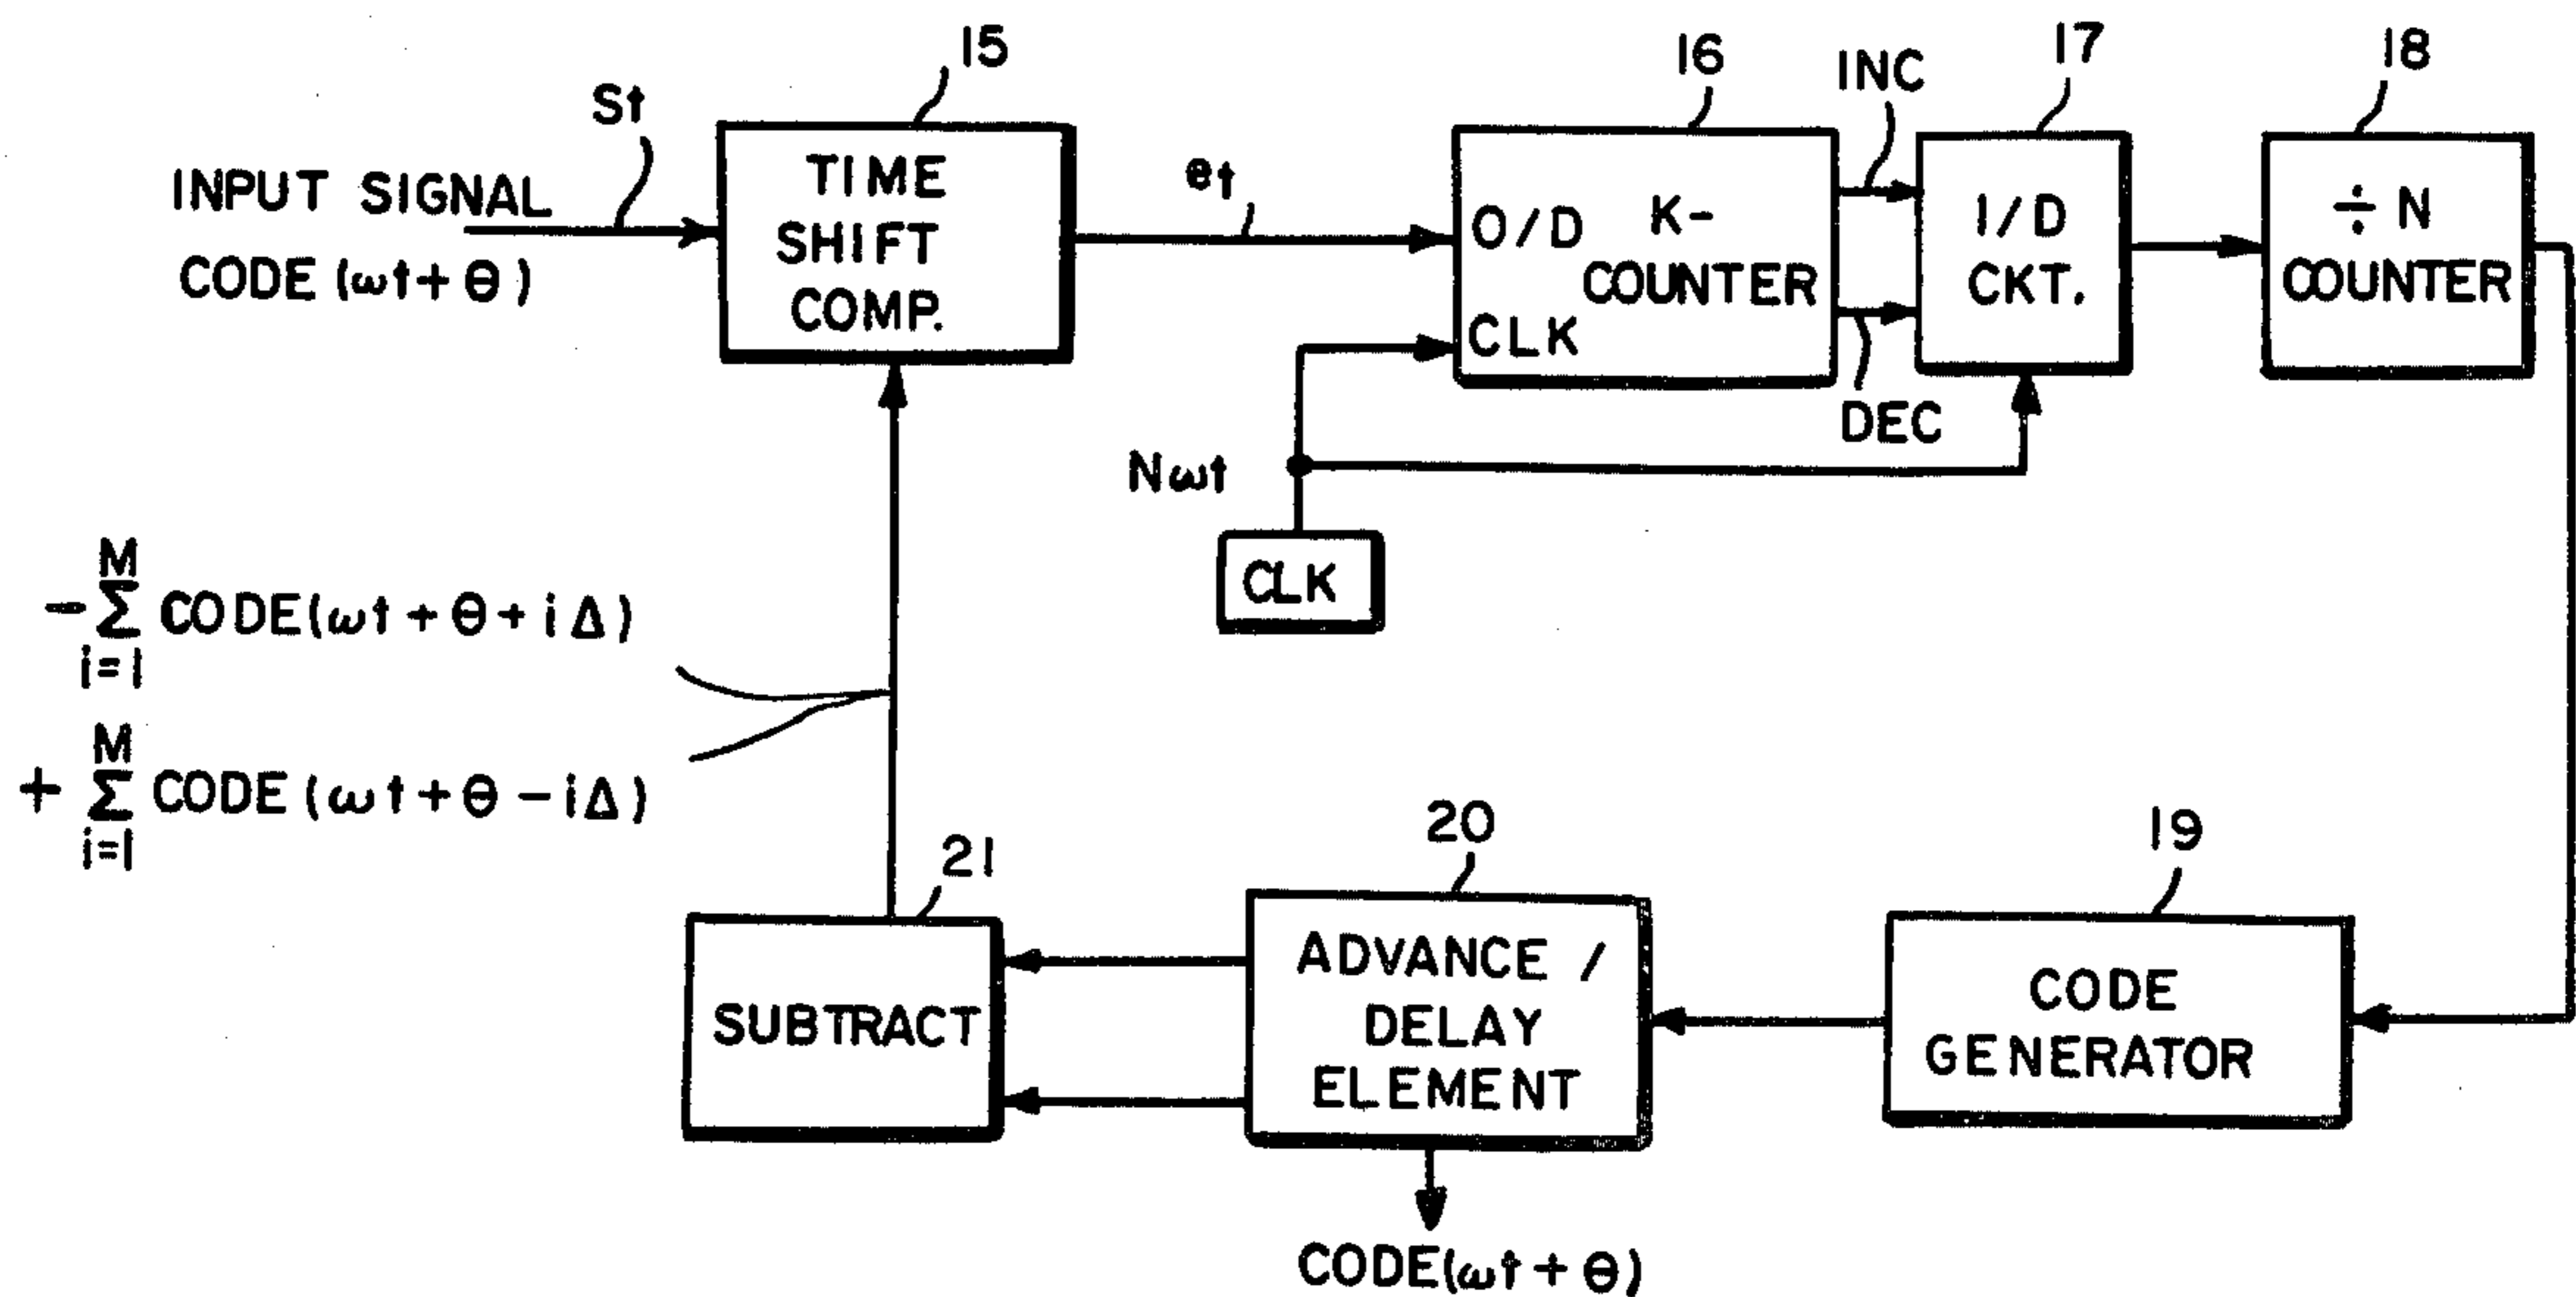 15
16
INC
17
18
St
INPUT SIGNAL
CODE (ωt + θ)
TIME
SHIFT
COMP.
et
O/D
K-
COUNTER
CLK
I/D
CKT.
÷ N
COUNTER
DEC
Nωt
CLK
M
-Σ CODE(ωt + θ + iΔ)
i=1
M
+ Σ CODE (ωt + θ - iΔ)
i=1
21
20
19
SUBTRACT
ADVANCE /
DELAY
ELEMENT
CODE
GENERATOR
CODE(ωt + θ)